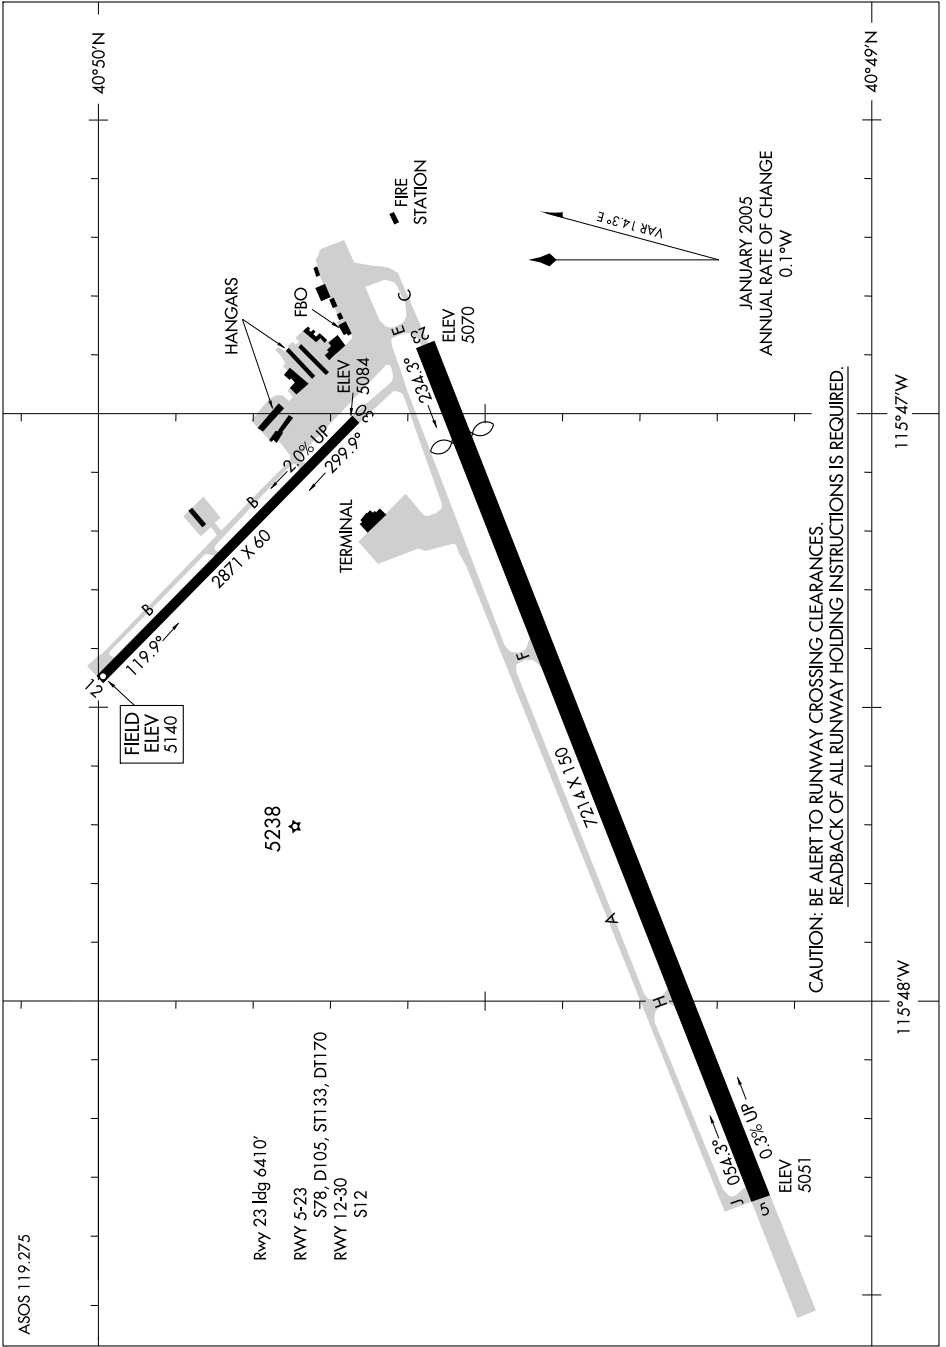 ASOS 119.275
40°50'N
40°49'N
115°47'W
115°48'W
HANGARS
FBO
FIRE
STATION
ELEV
5084
ELEV
5070
TERMINAL
VAR 14.3° E
JANUARY 2005
ANNUAL RATE OF CHANGE
0.1°W
12
30
119.9°
299.9°
2.0% UP
2871 X 60
B
B
FIELD
ELEV
5140
5238
23
234.3°
C
E
F
A
H
J
7214 X 150
5
054.3°
0.3% UP
ELEV
5051
Rwy 23 ldg 6410'
RWY 5-23
S78, D105, ST133, DT170
RWY 12-30
S12
CAUTION: BE ALERT TO RUNWAY CROSSING CLEARANCES.
READBACK OF ALL RUNWAY HOLDING INSTRUCTIONS IS REQUIRED.